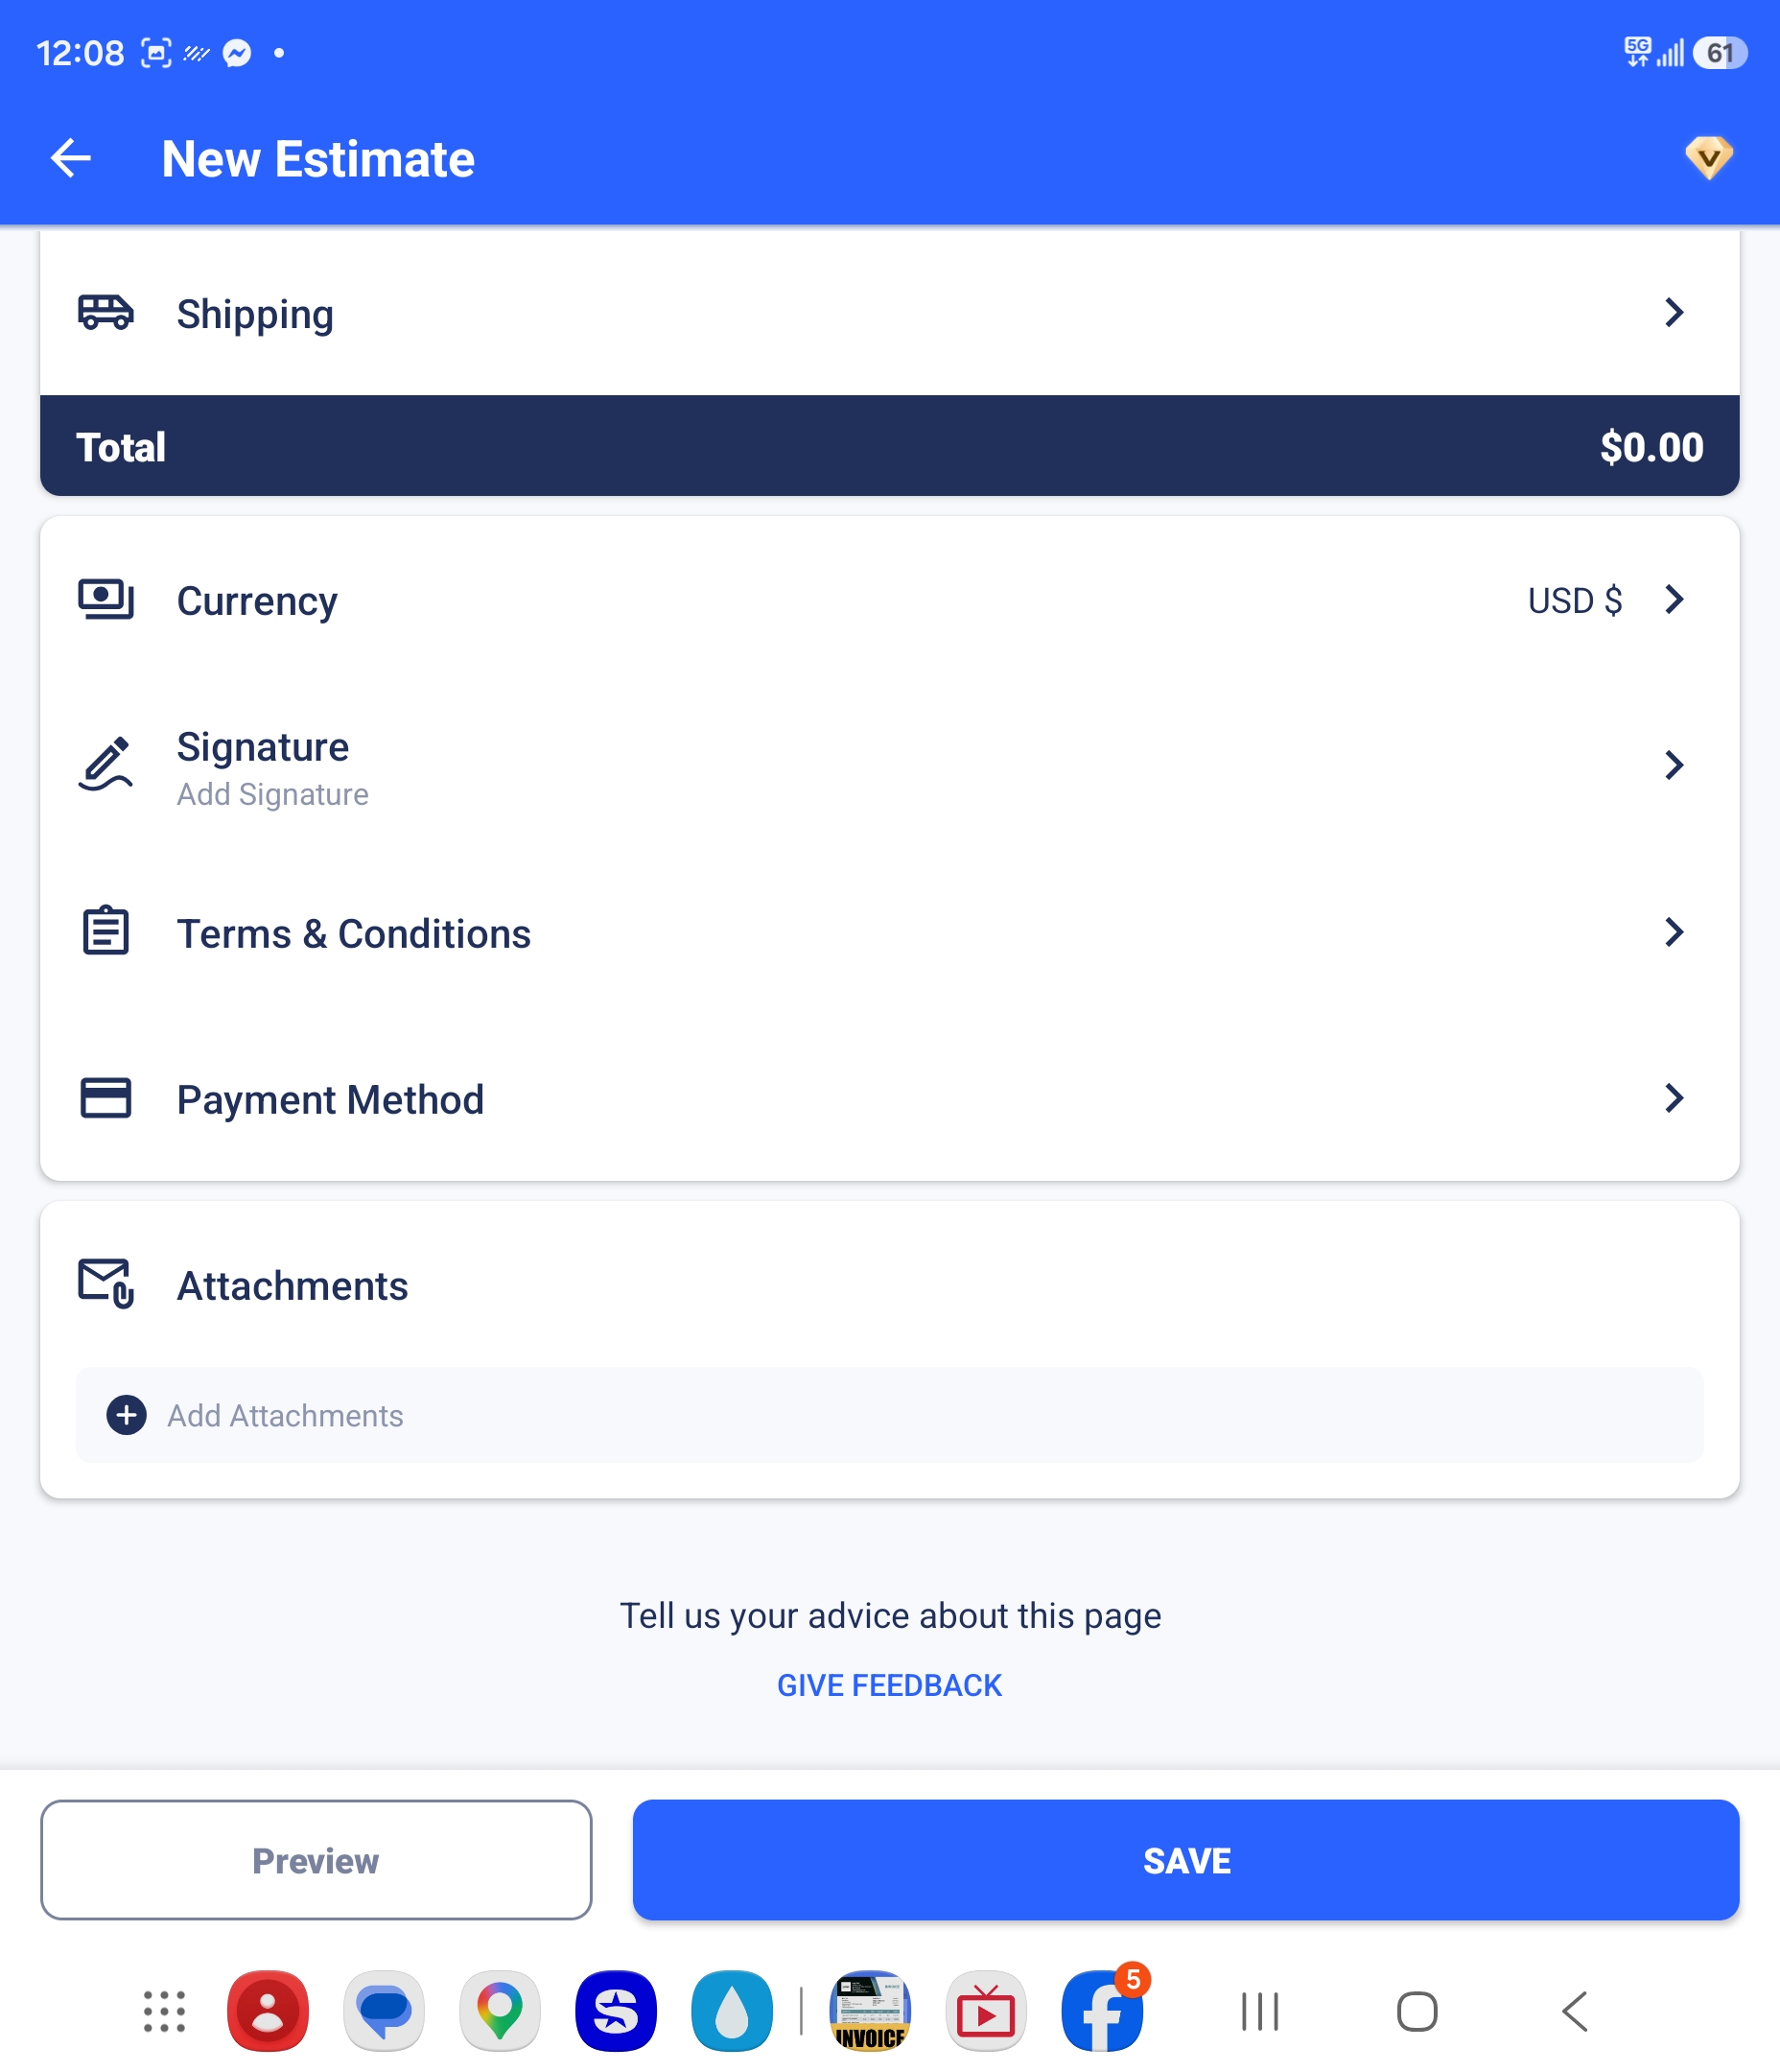 12:08
5G
61
New Estimate
Shipping
Total
$0.00
Currency
USD $
Signature
Add Signature
Terms & Conditions
Payment Method
Attachments
Add Attachments
Tell us your advice about this page
GIVE FEEDBACK
Preview
SAVE
INVOICE
5